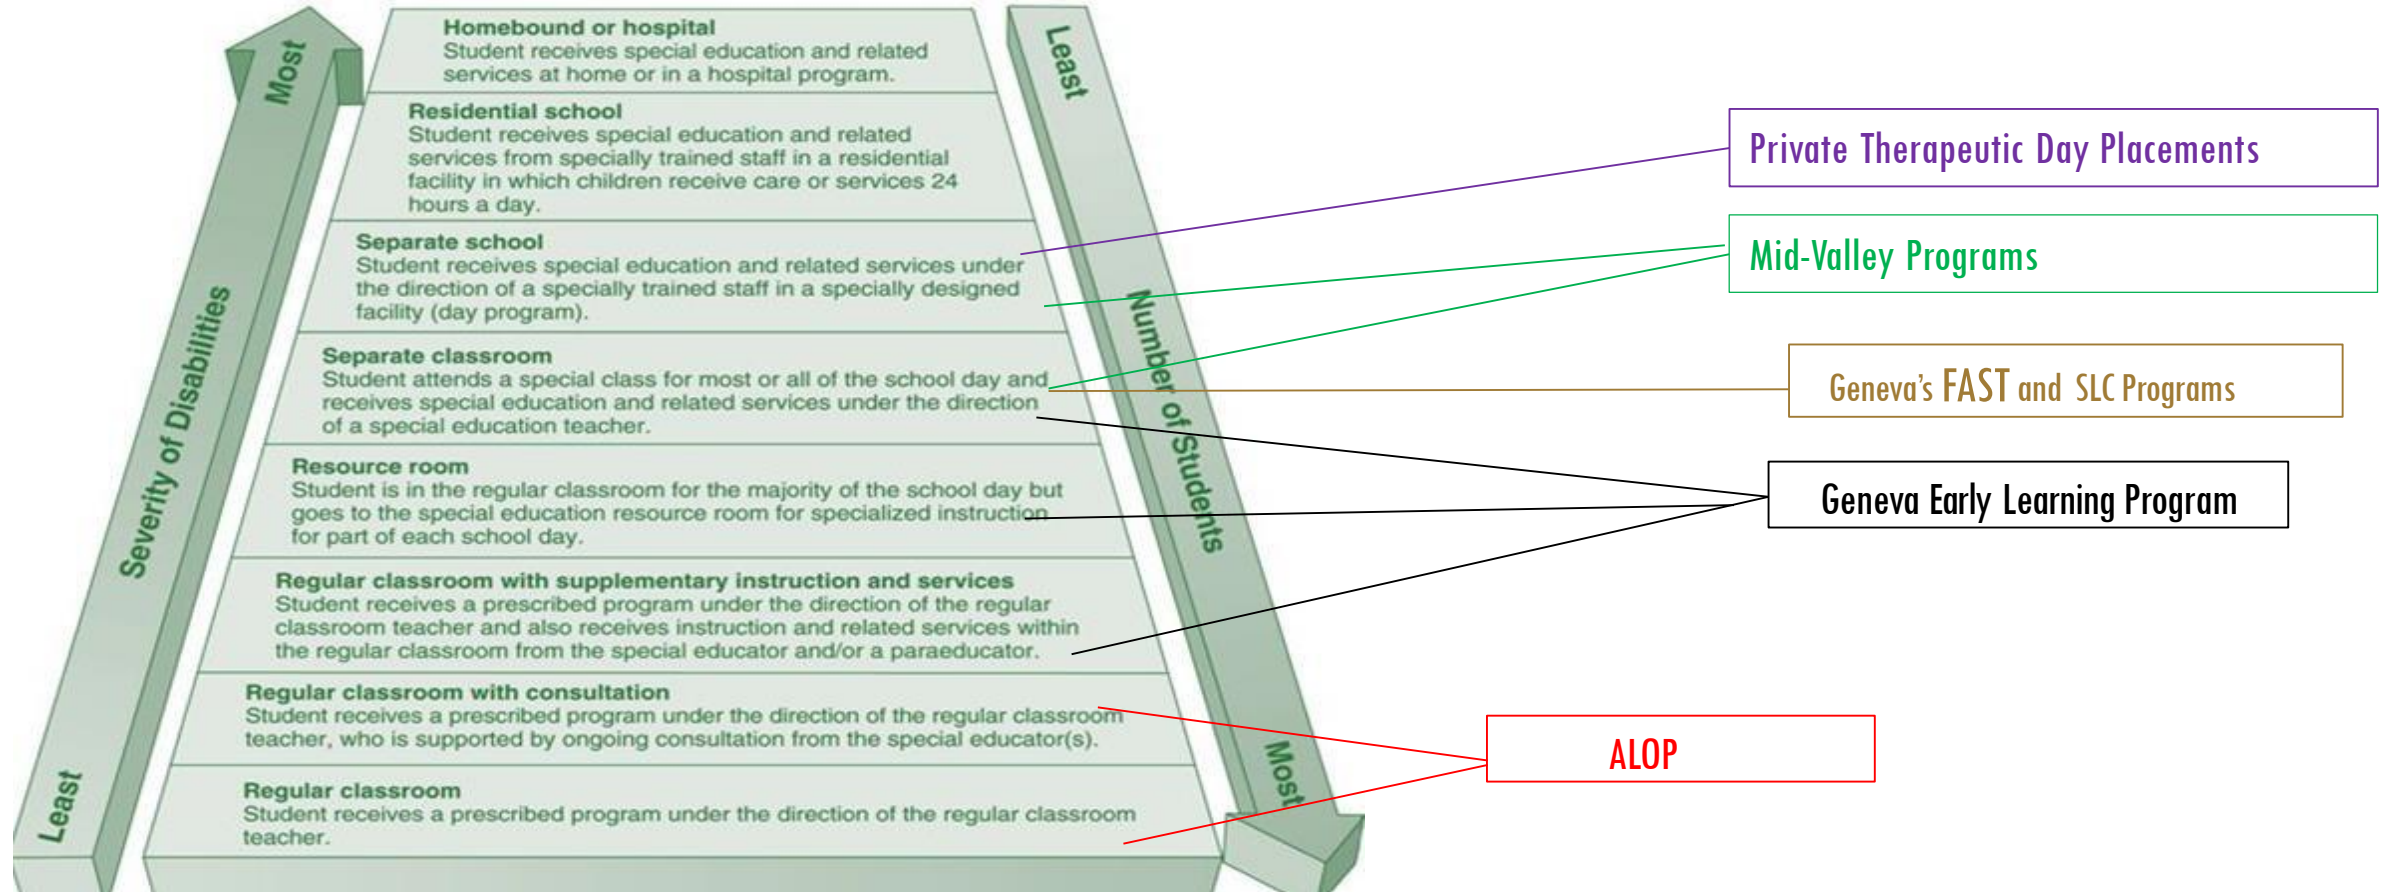 Most
Severity of Disabilities
Least
Homebound or hospital
Student receives special education and related
services at home or in a hospital program.
Residential school
Student receives special education and related
services from specially trained staff in a residential
facility in which children receive care or services 24
hours a day.
Separate school
Student receives special education and related services under
the direction of a specially trained staff in a specially designed
facility (day program).
Separate classroom
Student attends a special class for most or all of the school day and
receives special education and related services under the direction
of a special education teacher.
Resource room
Student is in the regular classroom for the majority of the school day but
goes to the special education resource room for specialized instruction
for part of each school day.
Regular classroom with supplementary instruction and services
Student receives a prescribed program under the direction of the regular
classroom teacher and also receives instruction and related services within
the regular classroom from the special educator and/or a paraeducator.
Regular classroom with consultation
Student receives a prescribed program under the direction of the regular classroom
teacher, who is supported by ongoing consultation from the special educator(s).
Regular classroom
Student receives a prescribed program under the direction of the regular classroom
teacher.
Least
Number of Students
Most
Private Therapeutic Day Placements
Mid-Valley Programs
Geneva's FAST and SLC Programs
Geneva Early Learning Program
ALOP